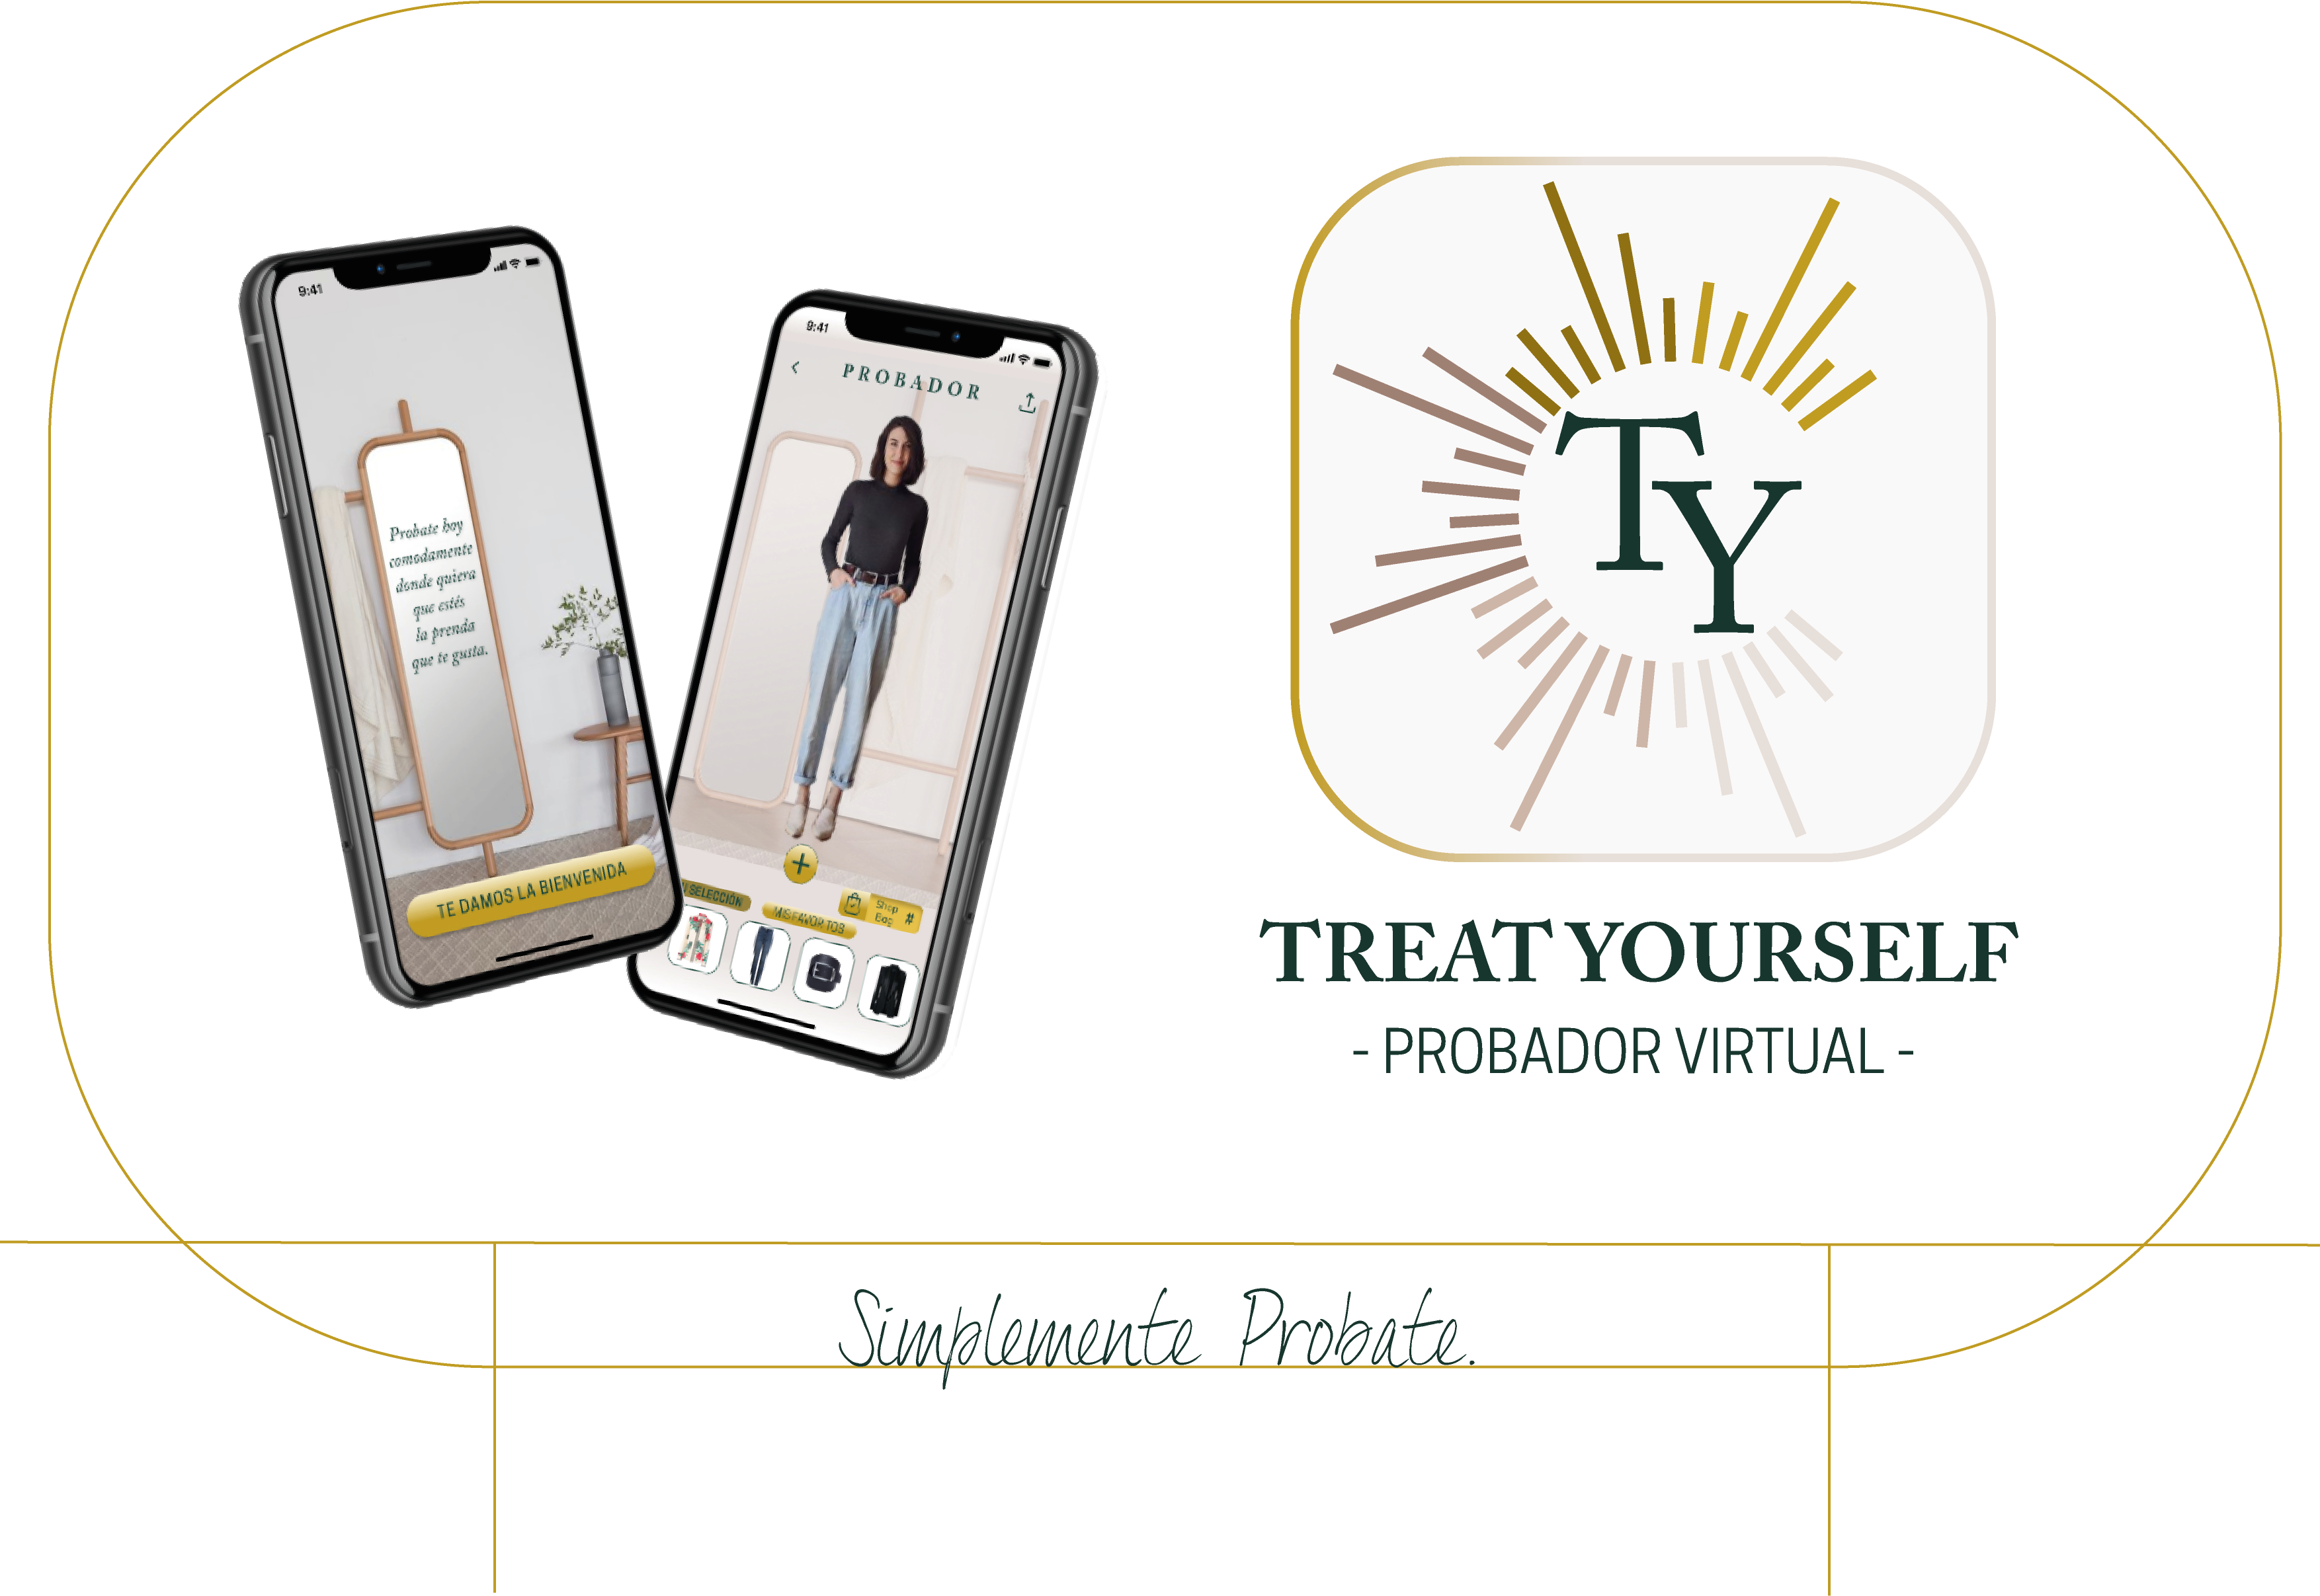 9:41
Probate hoy
comodamente
donde quiera
que estés
la prenda
que te gusta.
TE DAMOS LA BIENVENIDA
9:41
PROBADOR
SELECCIÓN
MIS FAVORITOS
Shop
Bag
#
TY
TREAT YOURSELF
- PROBADOR VIRTUAL -
Simplemente Probate.